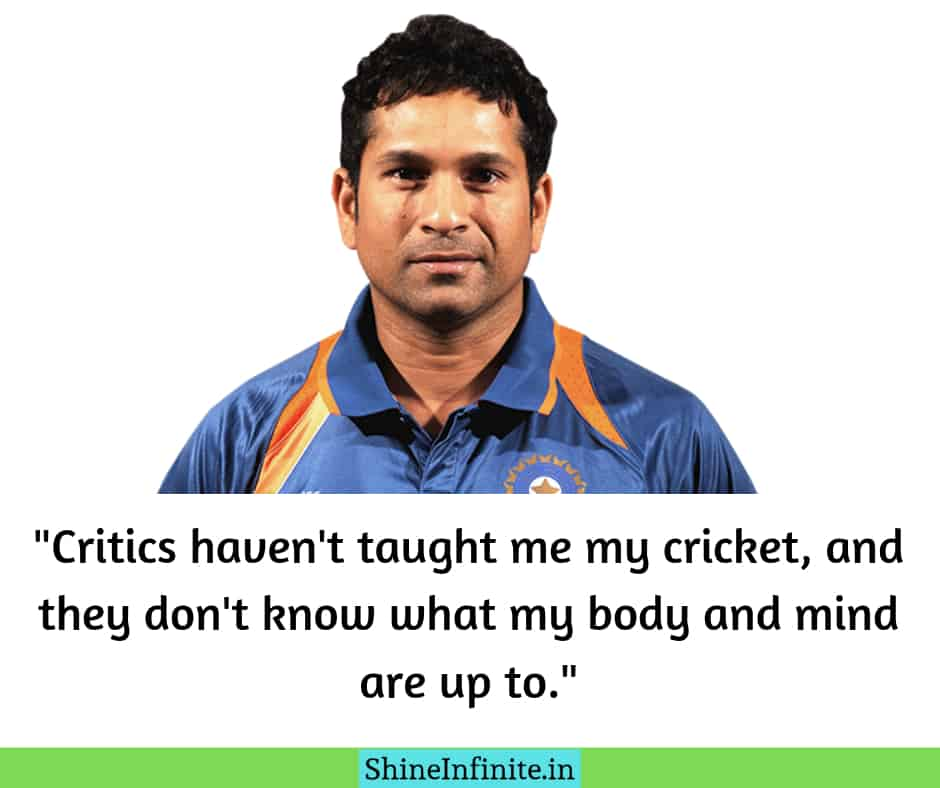 "Critics haven't taught me my cricket, and
they don't know what my body and mind
are up to."
ShineInfinite.in